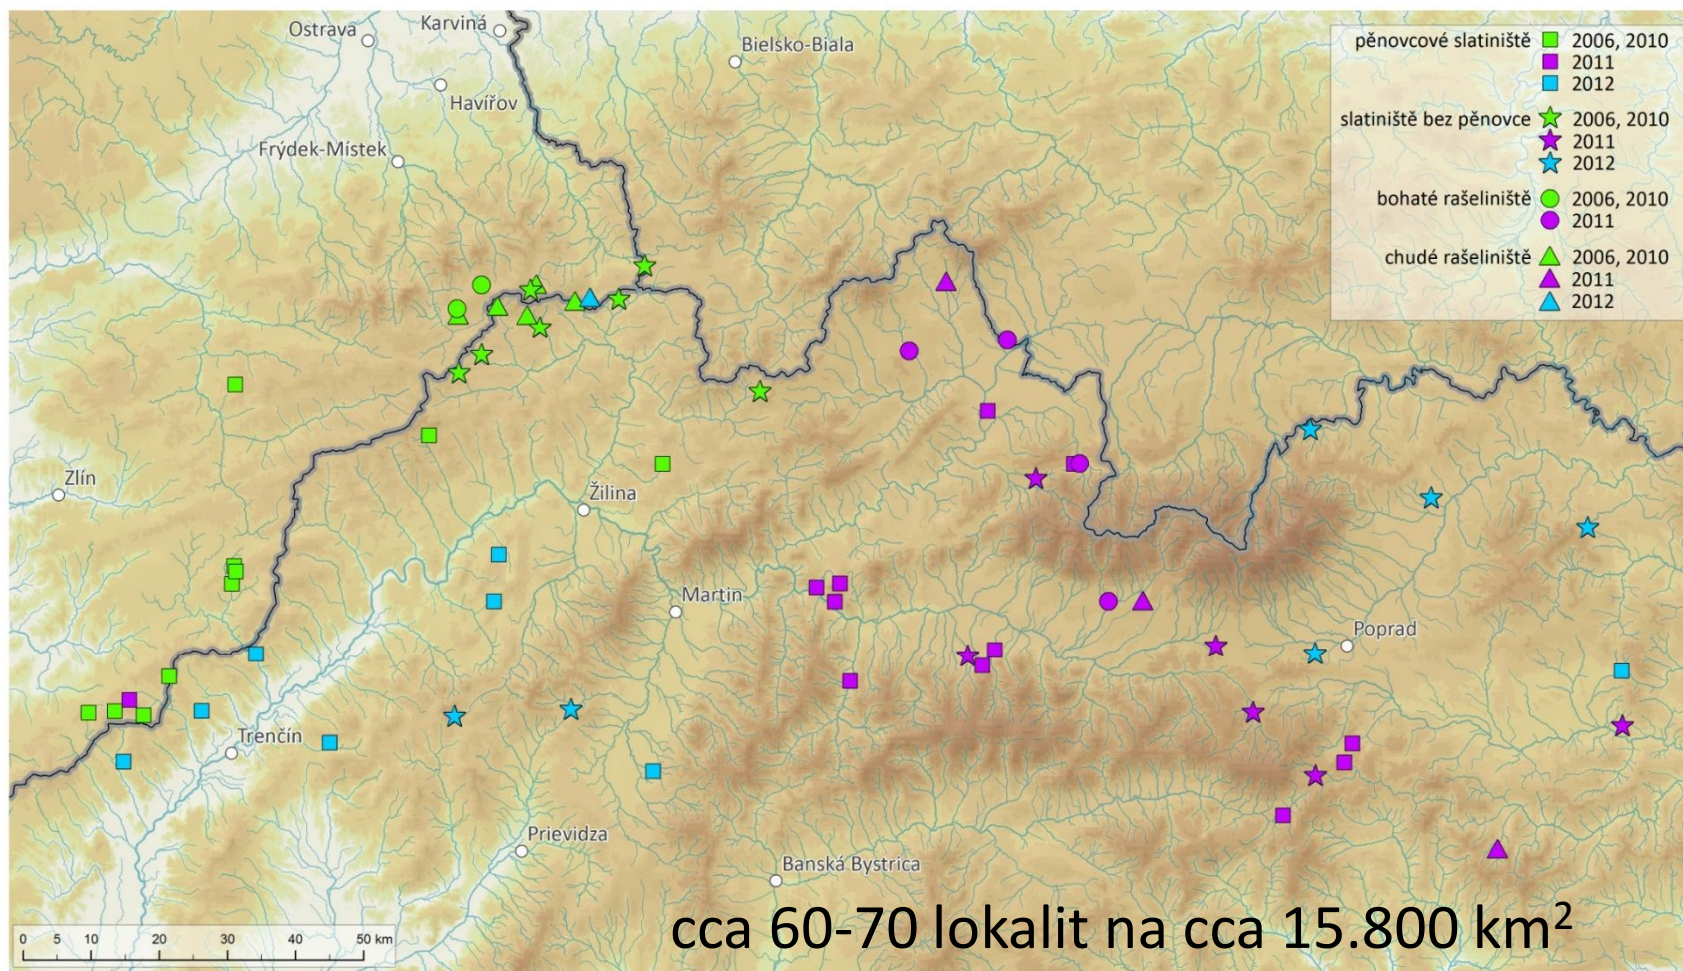 Ostrava
Karviná
Bielsko-Biala
Havířov
Frýdek-Místek
pěnovcové slatiniště 2006, 2010
2011
2012
slatiniště bez pěnovce 2006, 2010
2011
2012
bohaté rašeliniště 2006, 2010
2011
chudé rašeliniště 2006, 2010
2011
2012
Zlín
Žilina
Martin
Poprad
Trenčín
Prievidza
Banská Bystrica
cca 60-70 lokalit na cca 15.800 km²
0 5 10 20 30 40 50 km